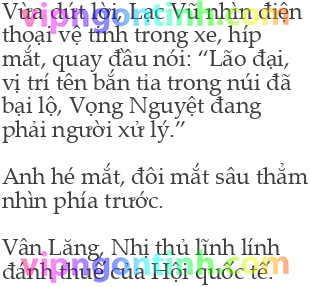 Vừa dứt lời, Lạc Vũ nhìn điện
thoại vệ tinh trong xe, híp
mắt, quay đầu nói: “Lão đại,
vị trí tên bắn tỉa trong núi đã
bại lộ, Vọng Nguyệt đang
phải người xử lý.”
Anh hé mắt, đôi mắt sâu thẳm
nhìn phía trước.
Vân Lăng, Nhị thủ lĩnh lính
đánh thuê của Hội quốc tế.
vipngontinh.com
vipngontinh.com